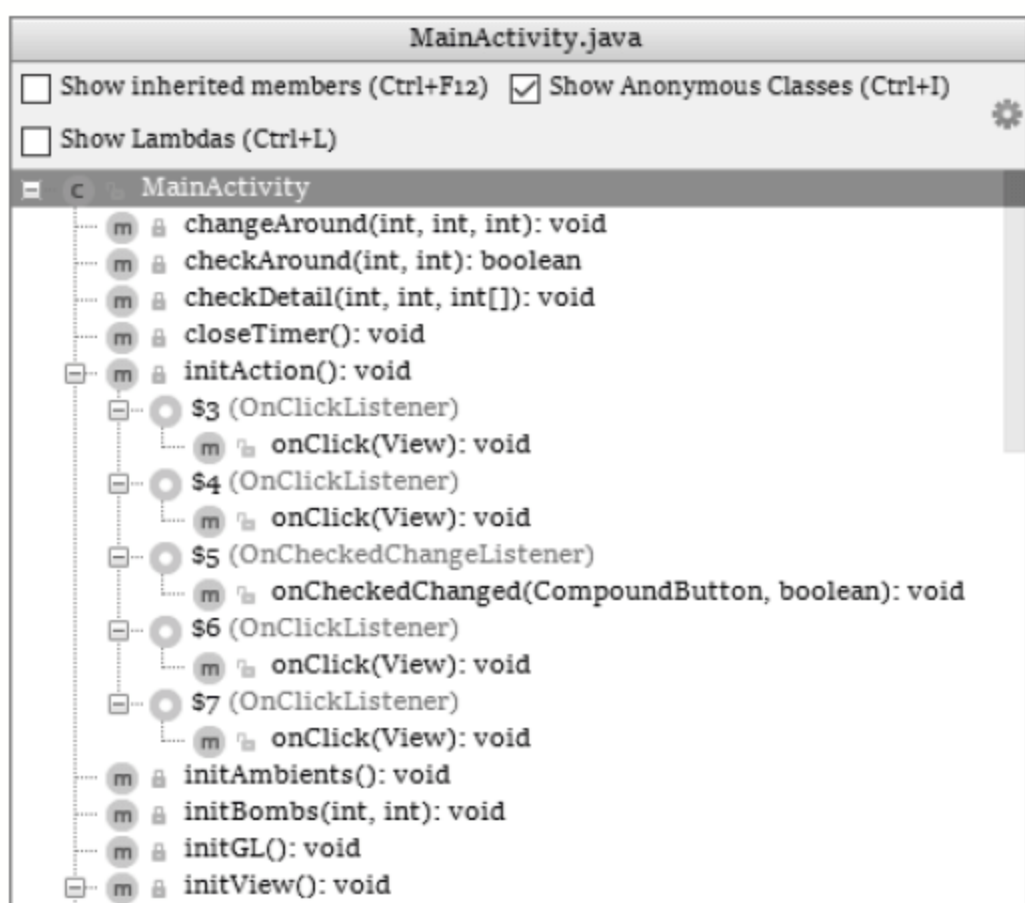 MainActivity.java
Show inherited members (Ctrl+F12) Show Anonymous Classes (Ctrl+I)
Show Lambdas (Ctrl+L)
C MainActivity
m changeAround(int, int, int): void
m checkAround(int, int): boolean
m checkDetail(int, int, int[]): void
m closeTimer(): void
m initAction(): void
$3 (OnClickListener)
m onClick(View): void
$4 (OnClickListener)
m onClick(View): void
$5 (OnCheckedChangeListener)
m onCheckedChanged(CompoundButton, boolean): void
$6 (OnClickListener)
m onClick(View): void
$7 (OnClickListener)
m onClick(View): void
m initAmbients(): void
m initBombs(int, int): void
m initGL(): void
m initView(): void